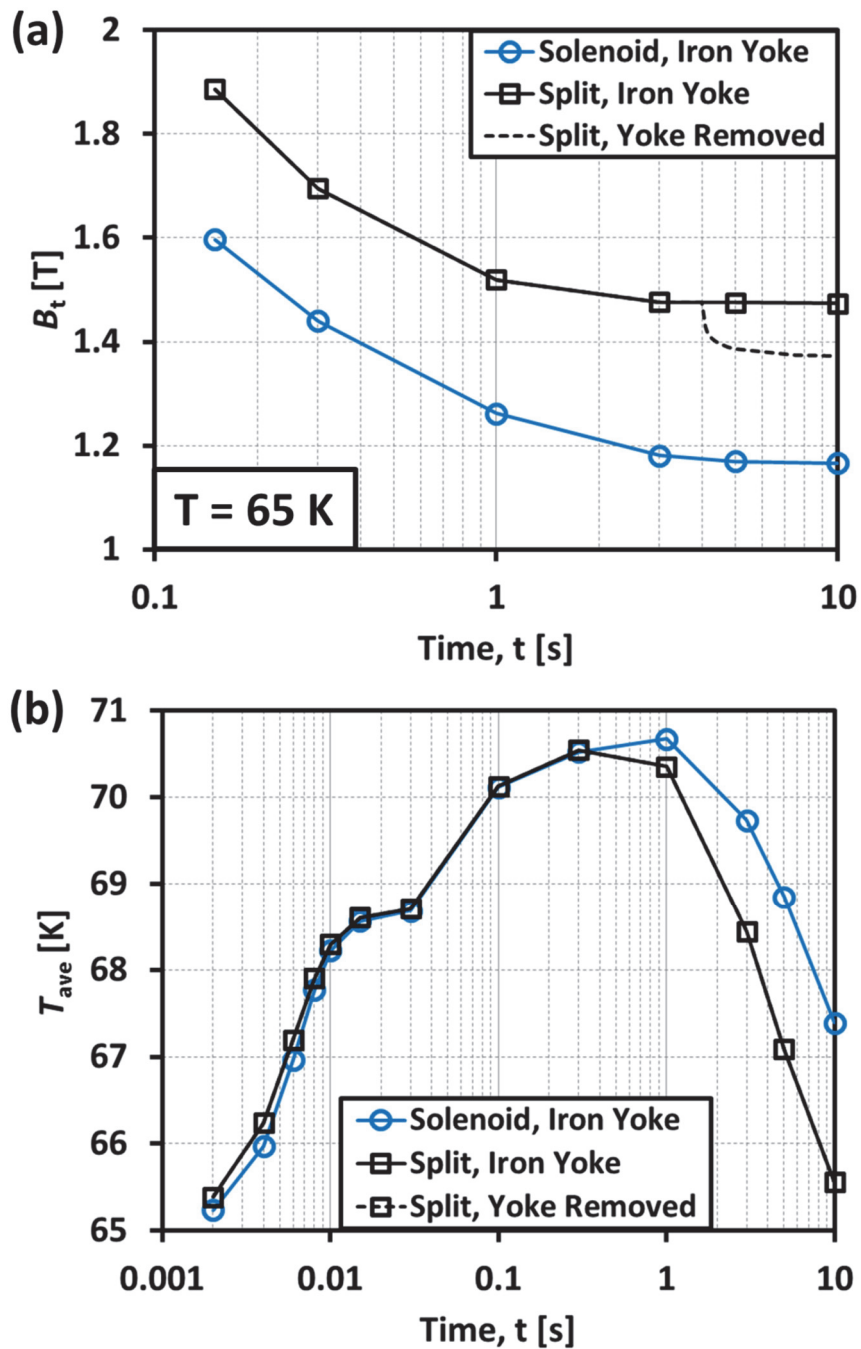 (a)
2
1.8
1.6
1.4
1.2
1
B_t [T]
Solenoid, Iron Yoke
Split, Iron Yoke
Split, Yoke Removed
T = 65 K
0.1 1 10
Time, t [s]
(b)
71
70
69
68
67
66
65
T_ave [K]
Solenoid, Iron Yoke
Split, Iron Yoke
Split, Yoke Removed
0.001 0.01 0.1 1 10
Time, t [s]